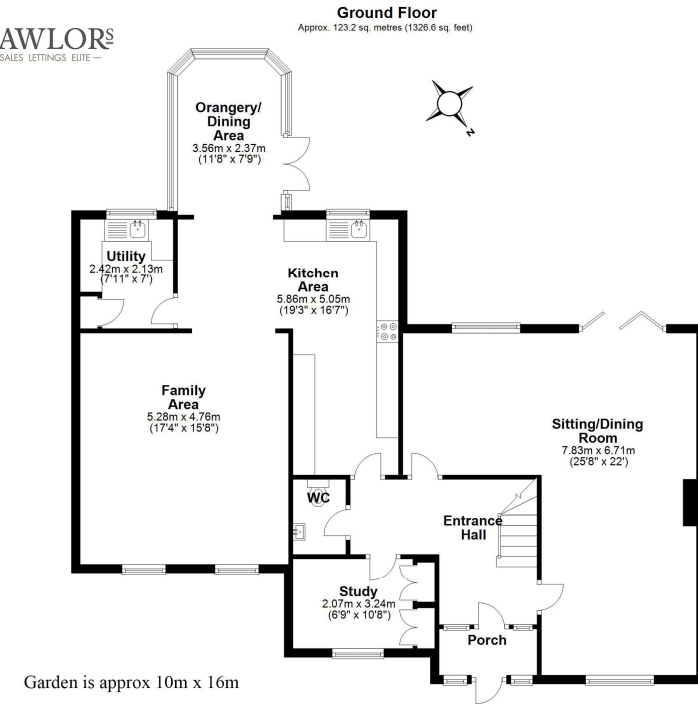 Ground Floor
Approx. 123.2 sq. metres (1326.6 sq. feet)
AWLORS
SALES LETTINGS ELITE —
Orangery/
Dining
Area
3.56m x 2.37m
(11'8" x 7'9")
N
Utility
2.42m x 2.13m
(7'11" x 7')
Kitchen
Area
5.86m x 5.05m
(19'3" x 16'7")
Family
Area
5.28m x 4.76m
(17'4" x 15'8")
Sitting/Dining
Room
7.83m x 6.71m
(25'8" x 22')
WC
Entrance
Hall
Study
2.07m x 3.24m
(6'9" x 10'8")
Porch
Garden is approx 10m x 16m